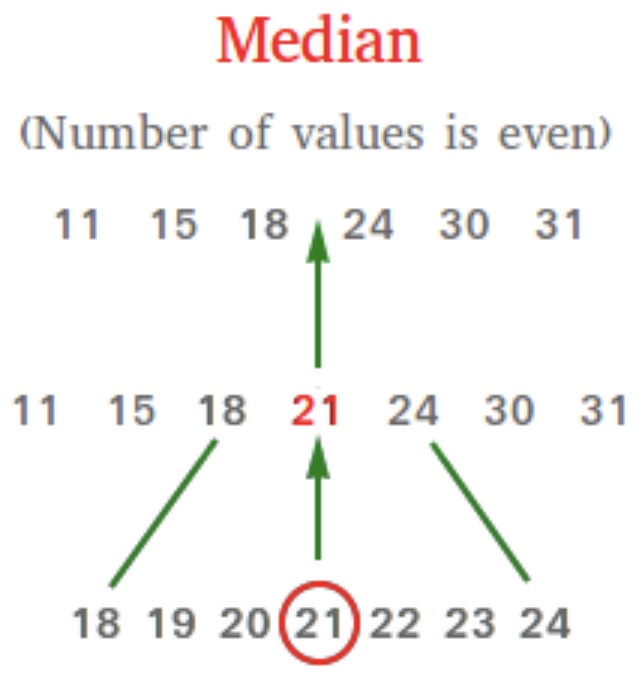 Median
(Number of values is even)
11 15 18 24 30 31
11 15 18 21 24 30 31
18 19 20 21 22 23 24